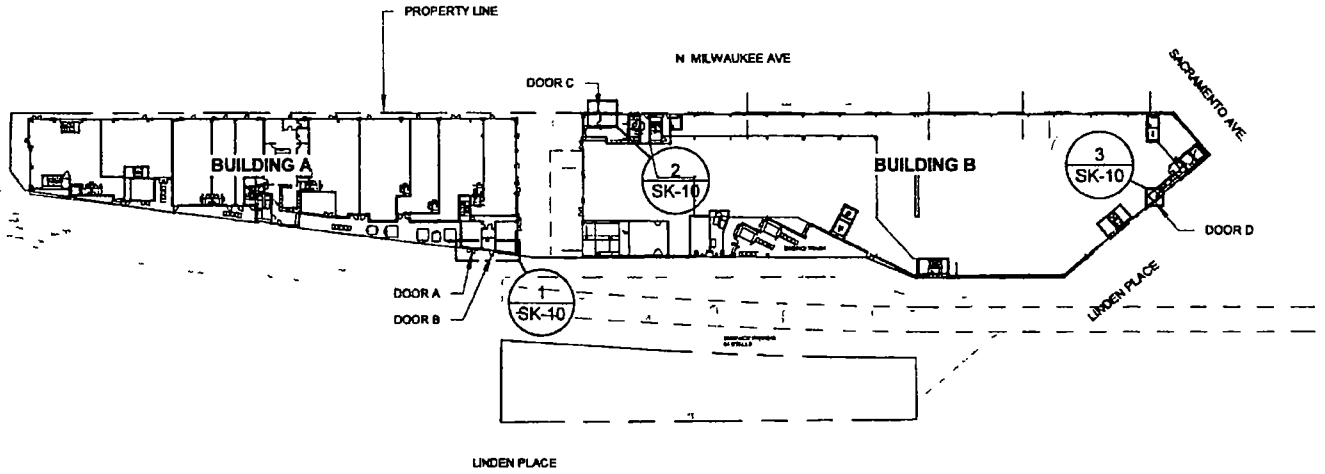 PROPERTY LINE
N MILWAUKEE AVE
SACRAMENTO AVE
DOOR C
BUILDING A
BUILDING B
2
SK-10
3
SK-10
DOOR D
DOOR A
DOOR B
1
SK-10
LINDEN PLACE
LINDEN PLACE